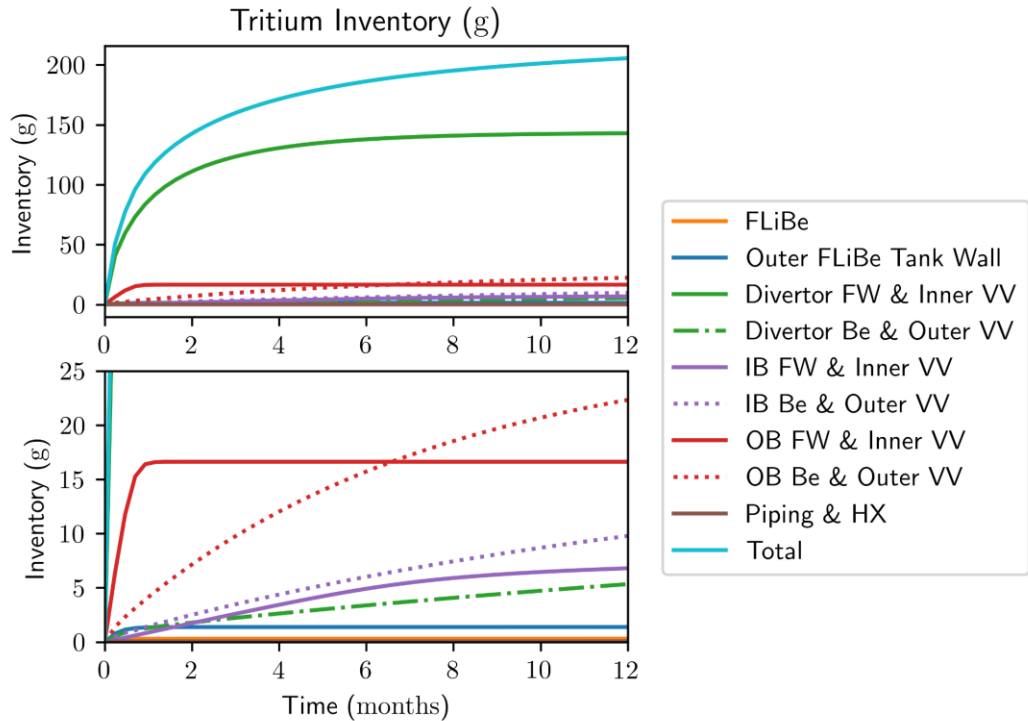 Tritium Inventory (g)
Inventory (g)
200
150
100
50
0
0 2 4 6 8 10 12
Inventory (g)
25
20
15
10
5
0
0 2 4 6 8 10 12
Time (months)
FLiBe
Outer FLiBe Tank Wall
Divertor FW & Inner VV
Divertor Be & Outer VV
IB FW & Inner VV
IB Be & Outer VV
OB FW & Inner VV
OB Be & Outer VV
Piping & HX
Total